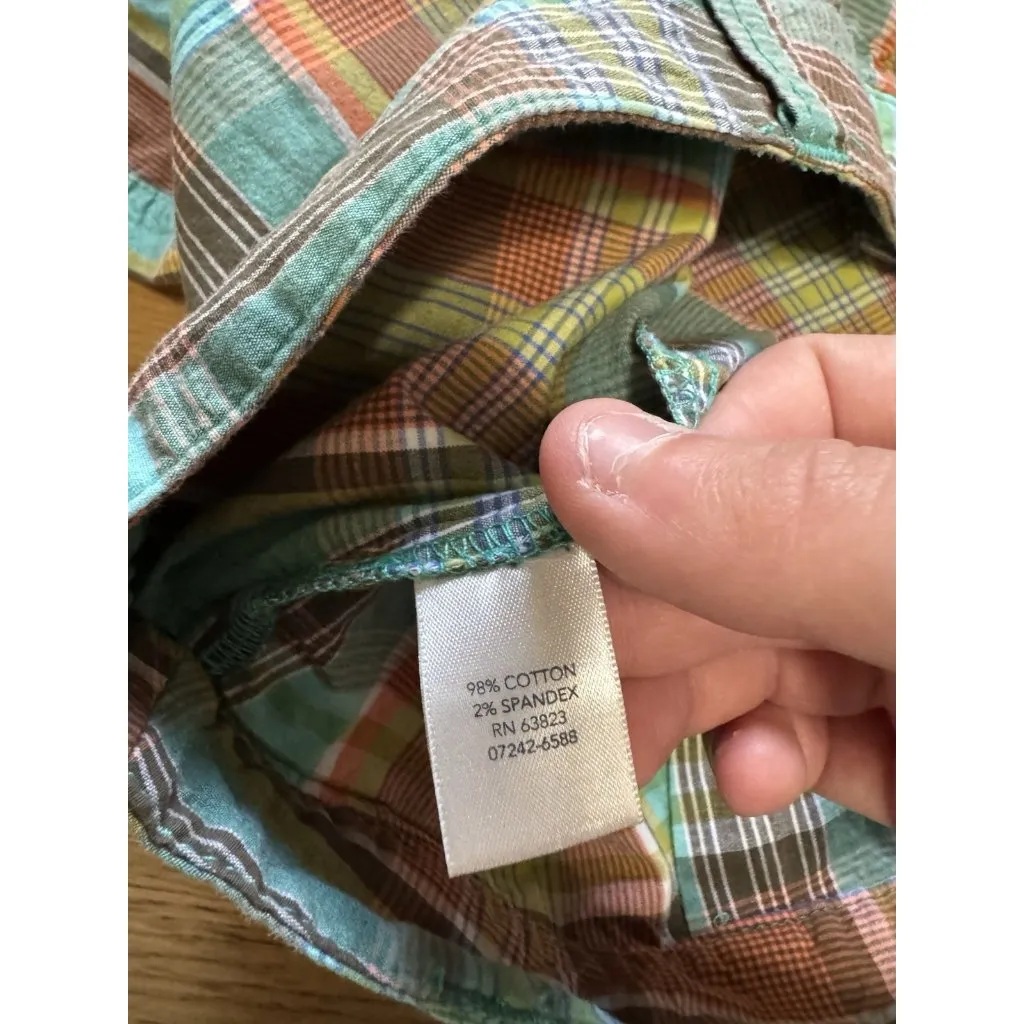 98% COTTON
2% SPANDEX
RN 63823
07242-6588